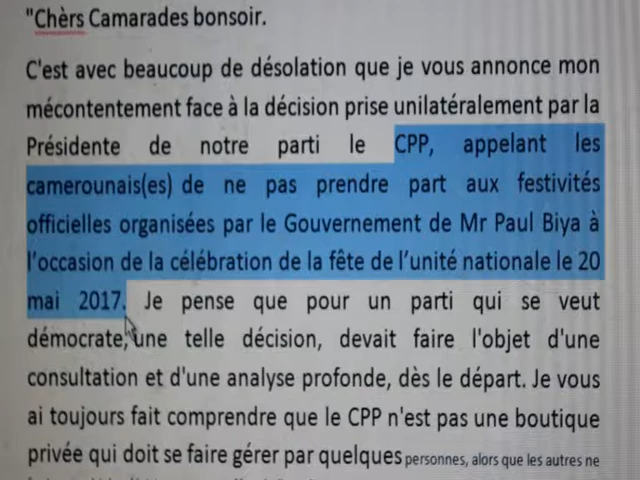 "Chèrs Camarades bonsoir.
C'est avec beaucoup de désolation que je vous annonce mon
mécontentement face à la décision prise unilatéralement par la
Présidente de notre parti le CPP, appelant les
camerounais(es) de ne pas prendre part aux festivités
officielles organisées par le Gouvernement de Mr Paul Biya à
l'occasion de la célébration de la fête de l'unité nationale le 20
mai 2017. Je pense que pour un parti qui se veut
démocrate, une telle décision, devait faire l'objet d'une
consultation et d'une analyse profonde, dès le départ. Je vous
ai toujours fait comprendre que le CPP n'est pas une boutique
privée qui doit se faire gérer par quelques personnes, alors que les autres ne